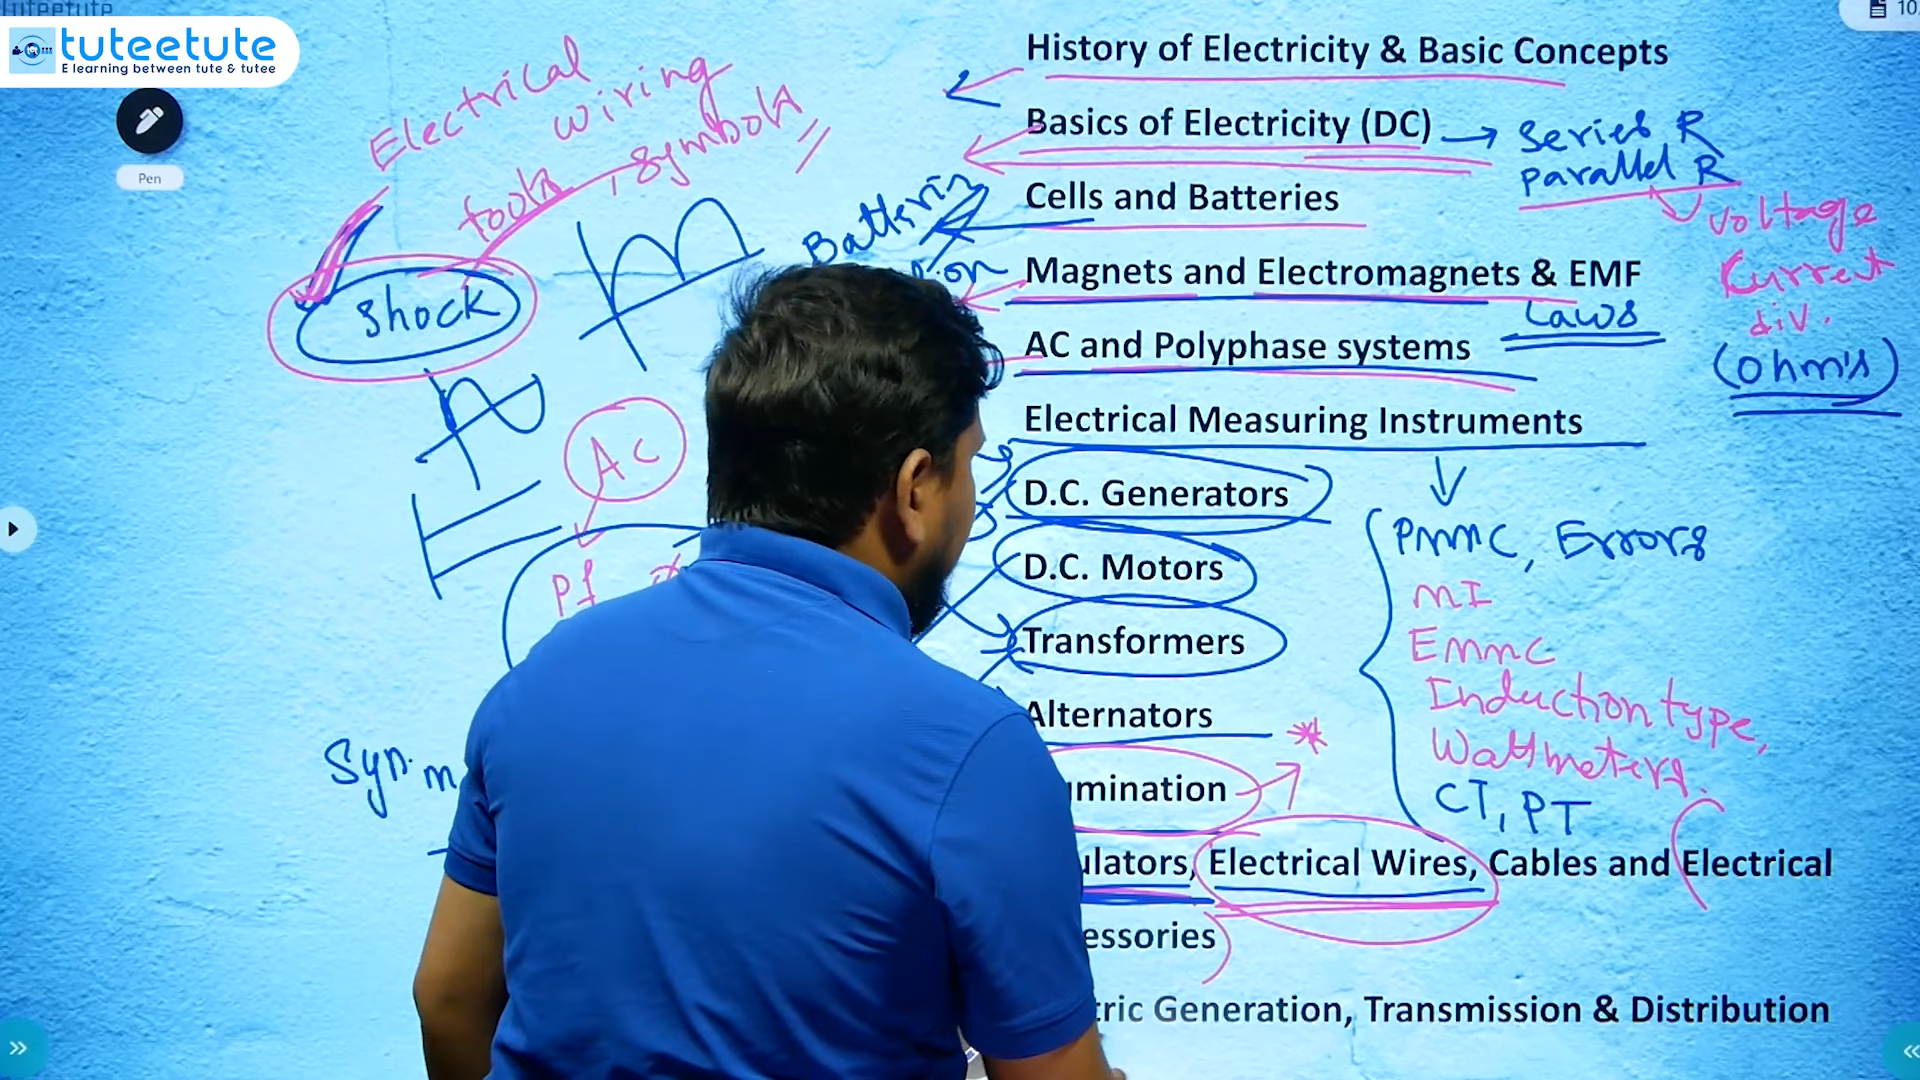 tuteetute
E learning between tute & tutee
Pen
10
Electrical
wiring
tools, symbols
Shock
AC
Pf
Syn. m
History of Electricity & Basic Concepts
Basics of Electricity (DC) → Series R
Parallel R
Voltage
Current
div.
(Ohm's)
Cells and Batteries
Magnets and Electromagnets & EMF
Laws
AC and Polyphase systems
Electrical Measuring Instruments
D.C. Generators
D.C. Motors
Transformers
Alternators
mination
ulators, Electrical Wires, Cables and Electrical
essories
tric Generation, Transmission & Distribution
PMMC, Errors
MI
EMMC
Induction type,
Wattmeters.
CT, PT